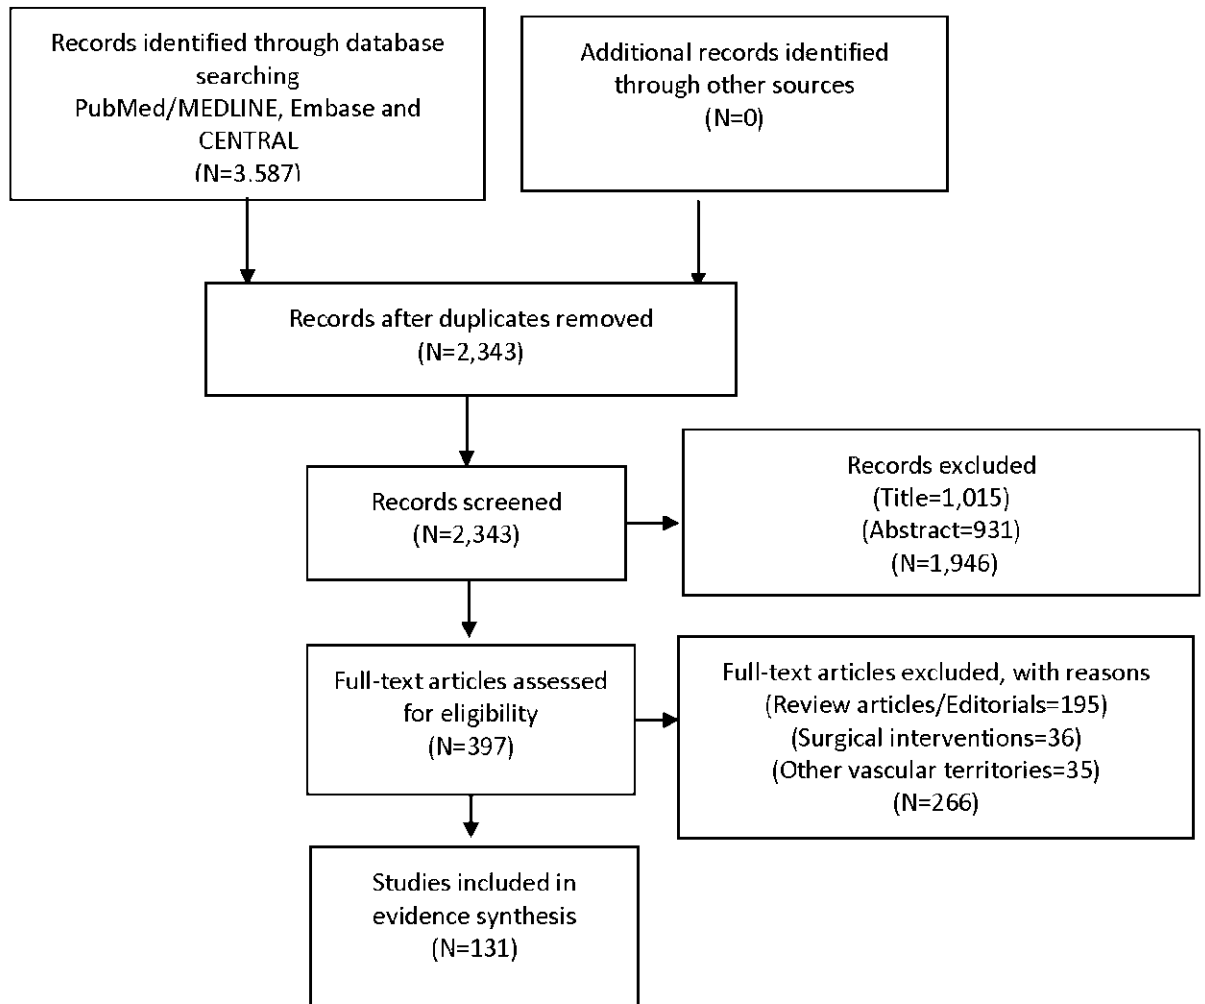 Records identified through database
searching
PubMed/MEDLINE, Embase and
CENTRAL
(N=3.587)
Additional records identified
through other sources
(N=0)
Records after duplicates removed
(N=2,343)
Records screened
(N=2,343)
Records excluded
(Title=1,015)
(Abstract=931)
(N=1,946)
Full-text articles assessed
for eligibility
(N=397)
Full-text articles excluded, with reasons
(Review articles/Editorials=195)
(Surgical interventions=36)
(Other vascular territories=35)
(N=266)
Studies included in
evidence synthesis
(N=131)